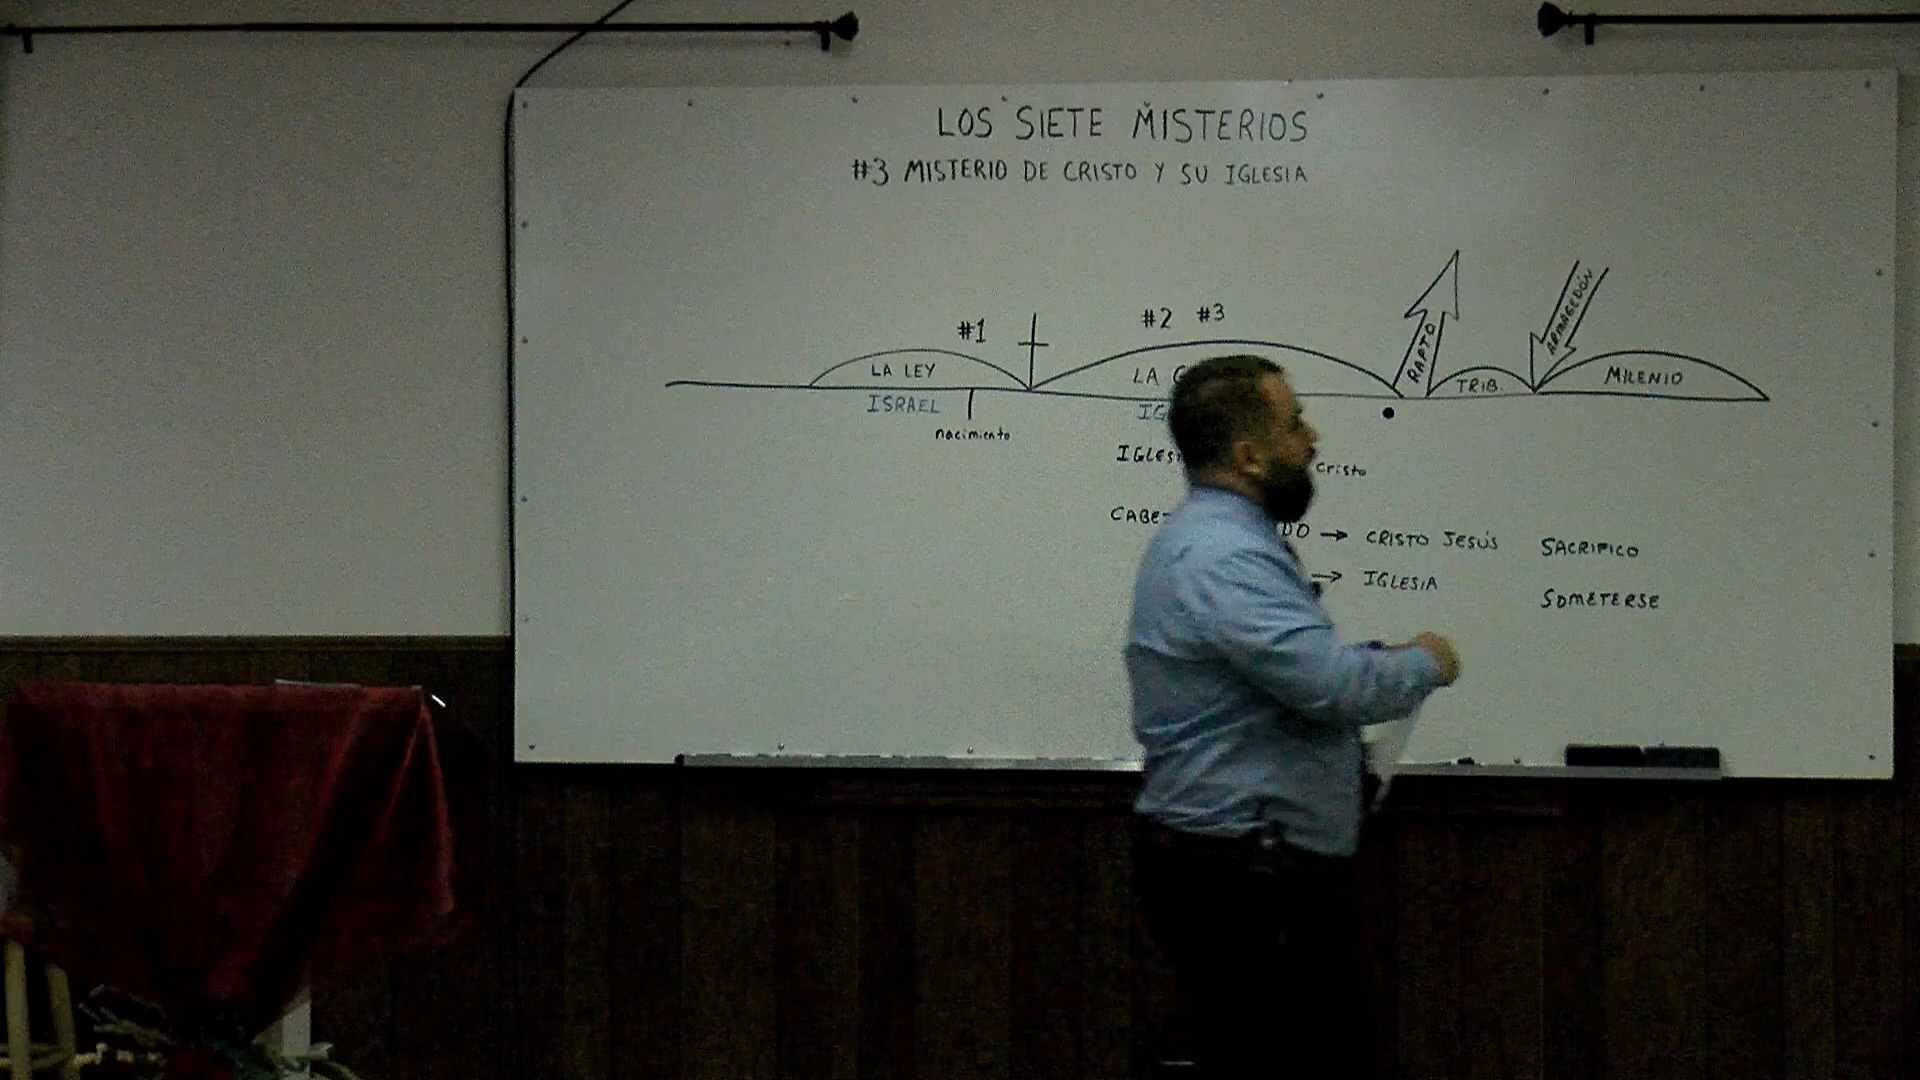 LOS SIETE MISTERIOS
#3 MISTERIO DE CRISTO Y SU IGLESIA
#1
#2 #3
RAPTO
ARMAGEDÓN
LA LEY
LA
TRIB.
MILENIO
ISRAEL
nacimiento
Cristo
→ CRISTO JESÚS SACRIFICO
→ IGLESIA
SOMETERSE